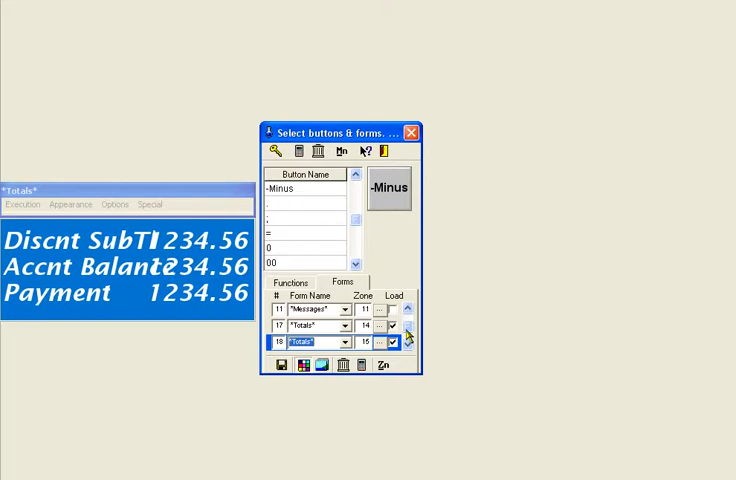 Select buttons & forms. ...
Mn
Button Name
-Minus
.
;
=
0
00
-Minus
*Totals*
Execution Appearance Options Special
Discnt SubTl 1234.56
Accnt Balance 1234.56
Payment 1234.56
Functions Forms
# Form Name Zone Load
11 *Messages* 11 ...
17 *Totals* 14 ...
18 *Totals* 15 ...
Zn